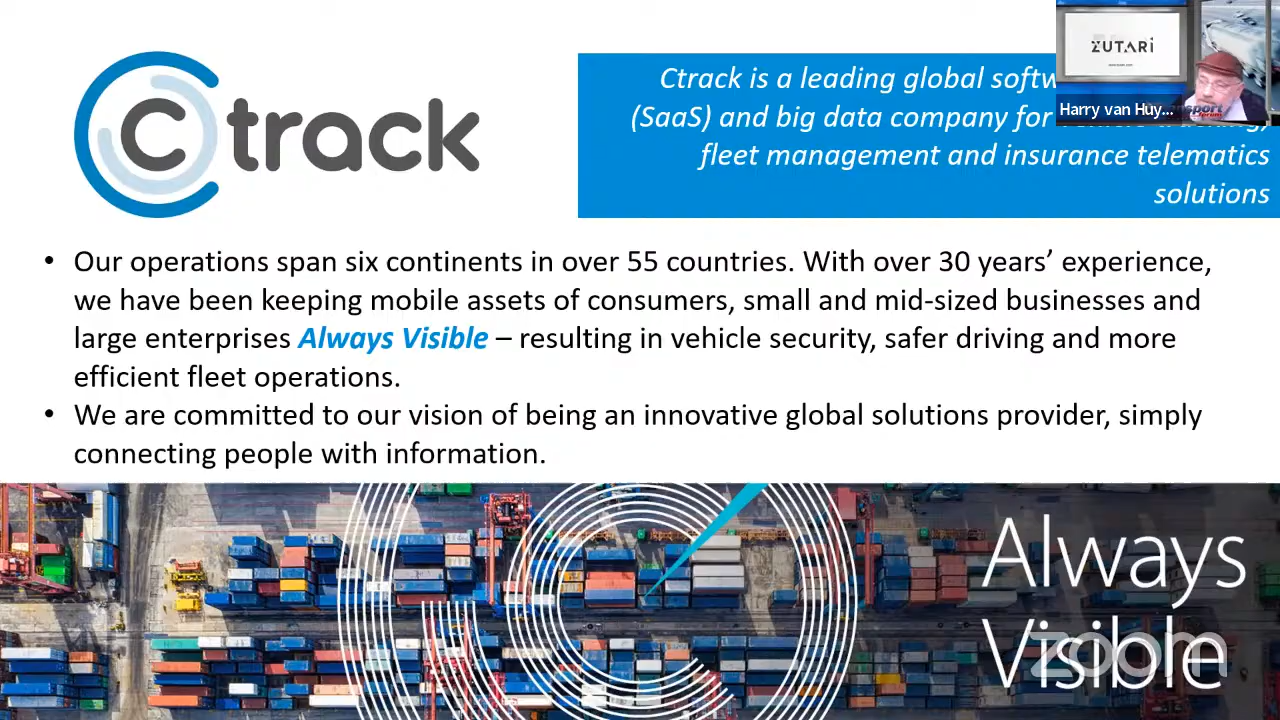 Ctrack
Ctrack is a leading global softw
(SaaS) and big data company for
fleet management and insurance telematics
solutions
ZUTARI
Harry van Huy...
• Our operations span six continents in over 55 countries. With over 30 years’ experience,
we have been keeping mobile assets of consumers, small and mid-sized businesses and
large enterprises Always Visible – resulting in vehicle security, safer driving and more
efficient fleet operations.
• We are committed to our vision of being an innovative global solutions provider, simply
connecting people with information.
Always
Visible
zoom